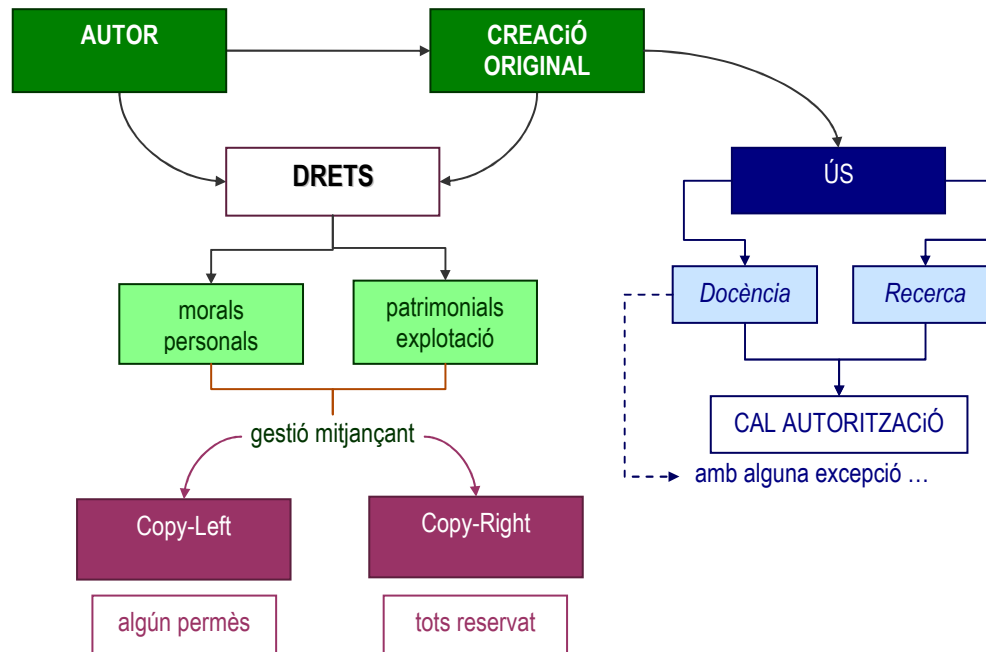 AUTOR
CREACiÓ
ORIGINAL
DRETS
ÚS
morals
personals
patrimonials
explotació
Docència
Recerca
CAL AUTORITZACiÓ
gestió mitjançant
amb alguna excepció …
Copy-Left
Copy-Right
algún permès
tots reservat